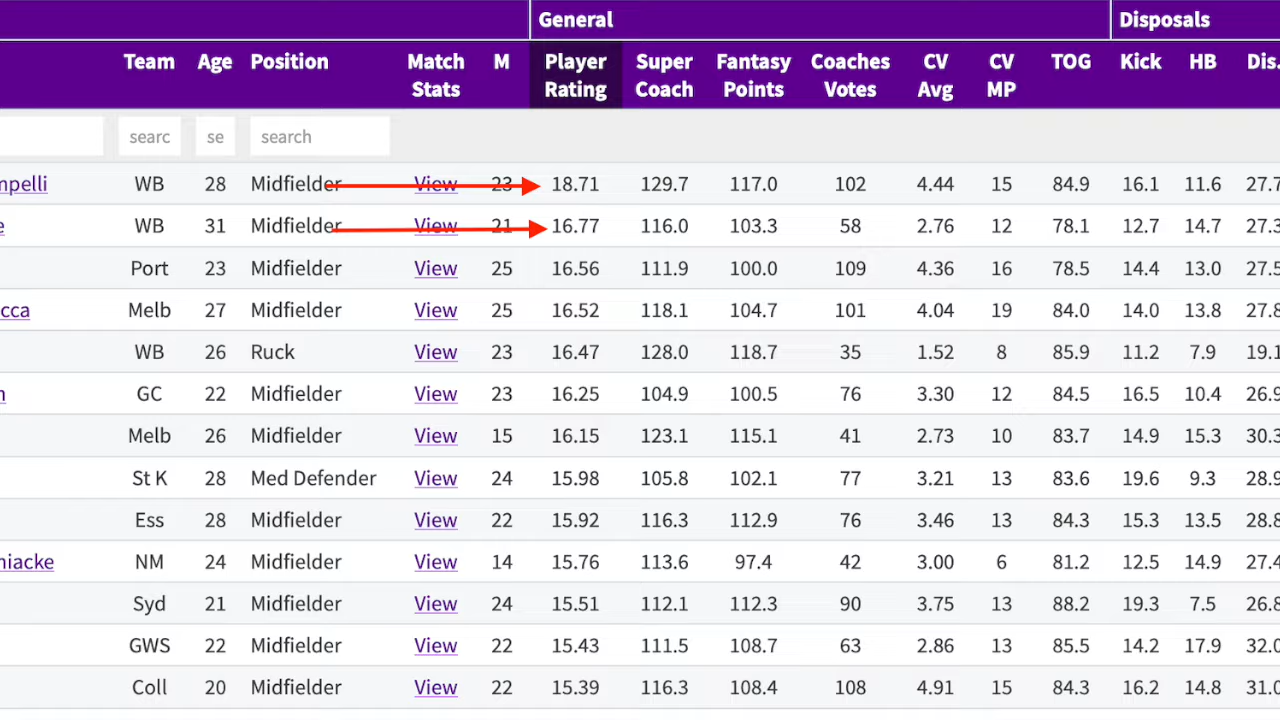 General Disposals
Team Age Position Match Stats M Player Rating Super Coach Fantasy Points Coaches Votes CV Avg CV MP TOG Kick HB Dis.
searc se search
mpelli WB 28 Midfielder View 23 18.71 129.7 117.0 102 4.44 15 84.9 16.1 11.6 27.7
e WB 31 Midfielder View 21 16.77 116.0 103.3 58 2.76 12 78.1 12.7 14.7 27.3
Port 23 Midfielder View 25 16.56 111.9 100.0 109 4.36 16 78.5 14.4 13.0 27.5
cca Melb 27 Midfielder View 25 16.52 118.1 104.7 101 4.04 19 84.0 14.0 13.8 27.8
WB 26 Ruck View 23 16.47 128.0 118.7 35 1.52 8 85.9 11.2 7.9 19.1
GC 22 Midfielder View 23 16.25 104.9 100.5 76 3.30 12 84.5 16.5 10.4 26.9
Melb 26 Midfielder View 15 16.15 123.1 115.1 41 2.73 10 83.7 14.9 15.3 30.3
St K 28 Med Defender View 24 15.98 105.8 102.1 77 3.21 13 83.6 19.6 9.3 28.9
Ess 28 Midfielder View 22 15.92 116.3 112.9 76 3.46 13 84.3 15.3 13.5 28.8
niacke NM 24 Midfielder View 14 15.76 113.6 97.4 42 3.00 6 81.2 12.5 14.9 27.4
Syd 21 Midfielder View 24 15.51 112.1 112.3 90 3.75 13 88.2 19.3 7.5 26.8
GWS 22 Midfielder View 22 15.43 111.5 108.7 63 2.86 13 85.5 14.2 17.9 32.0
Coll 20 Midfielder View 22 15.39 116.3 108.4 108 4.91 15 84.3 16.2 14.8 31.0